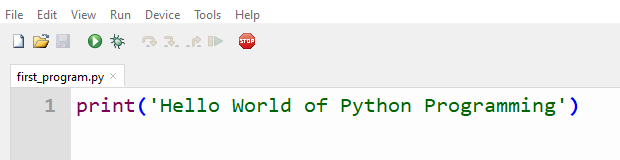 File Edit View Run Device Tools Help
STOP
first_program.py ×
1 print('Hello World of Python Programming')